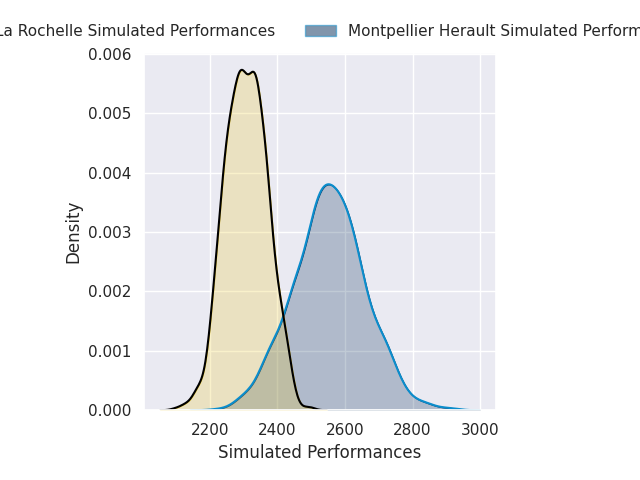 La Rochelle Simulated Performances Montpellier Herault Simulated Perform
0.006
0.005
0.004
0.003
0.002
0.001
0.000
Density
2200 2400 2600 2800 3000
Simulated Performances